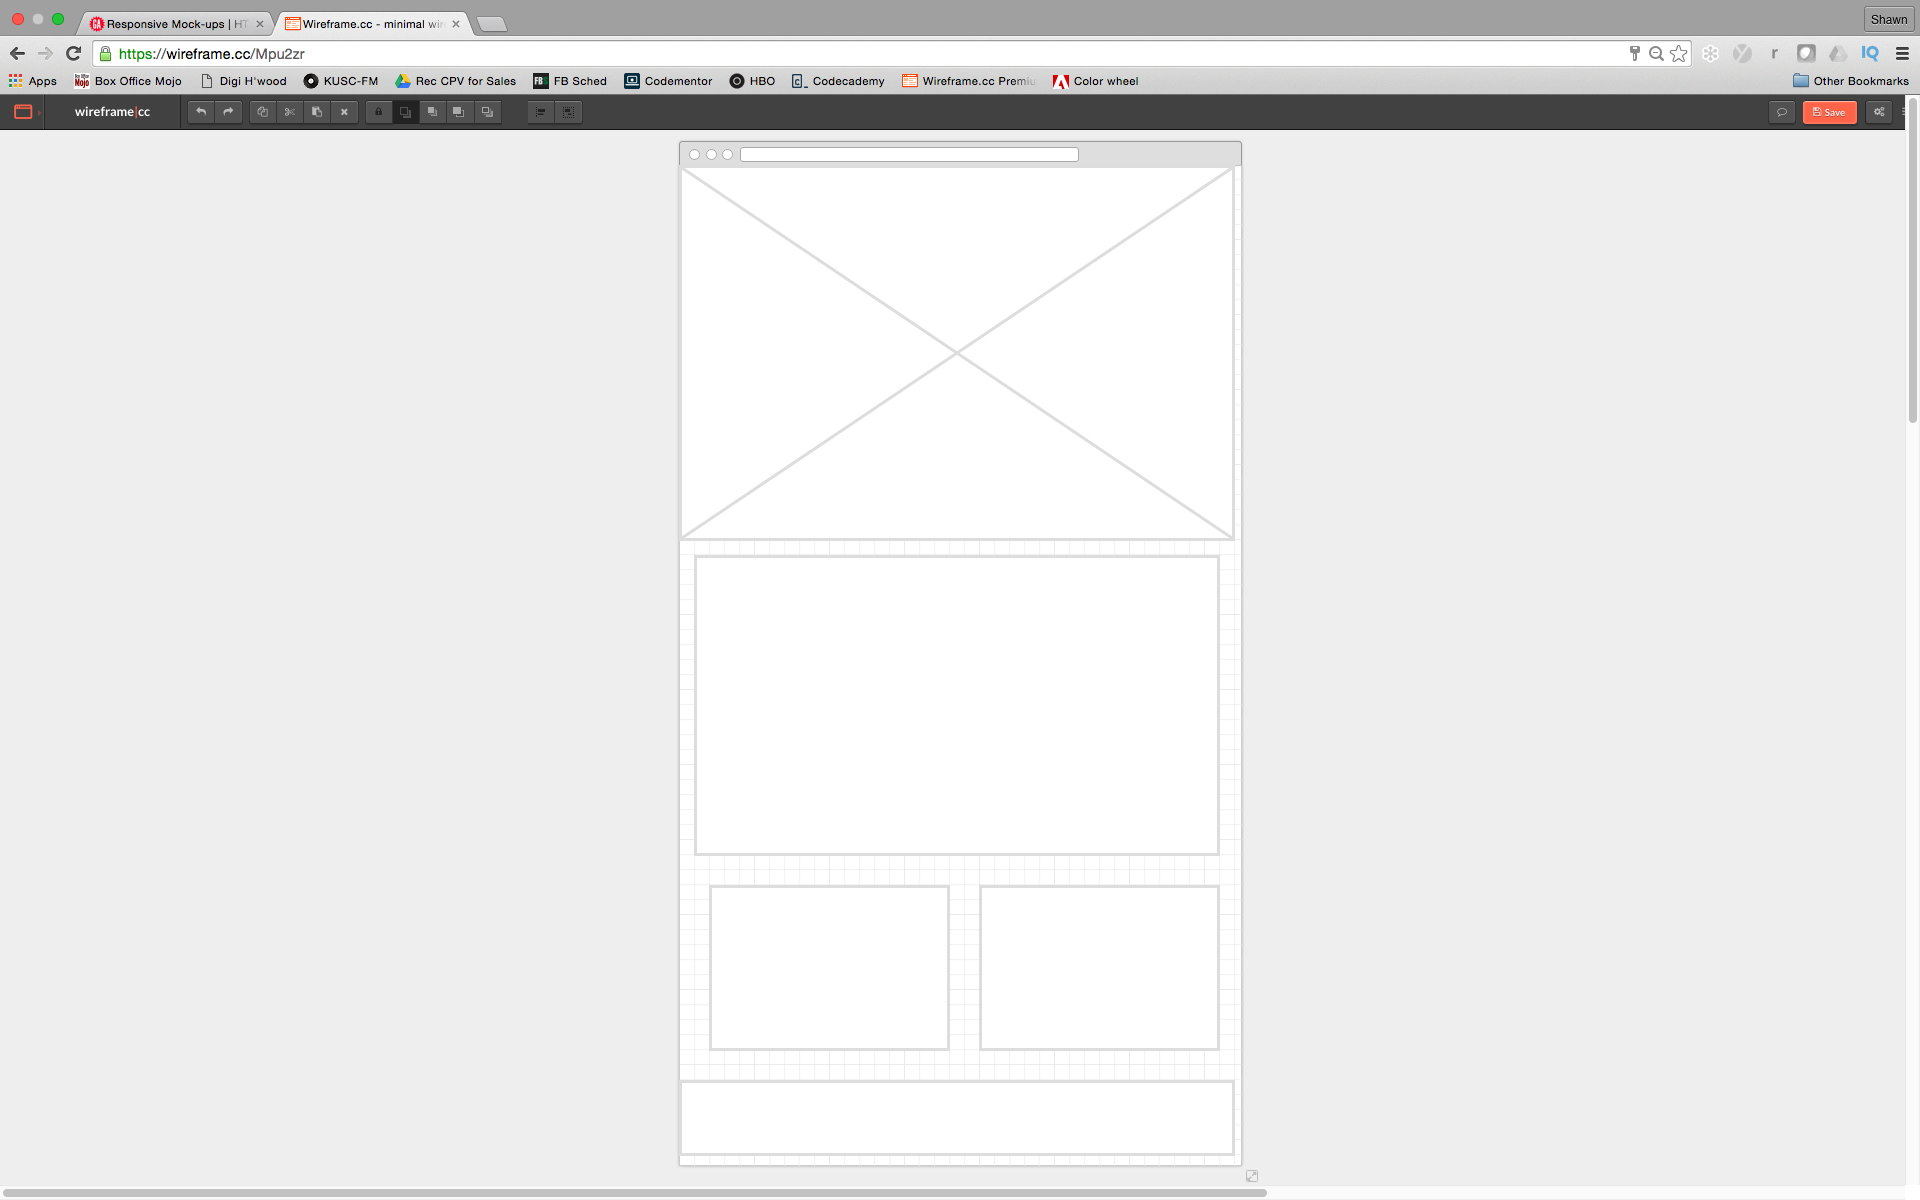 Responsive Mock-ups | HT
Wireframe.cc - minimal wir
Shawn
https://wireframe.cc/Mpu2zr
Apps
Box Office Mojo
Digi H'wood
KUSC-FM
Rec CPV for Sales
FB Sched
Codementor
HBO
Codecademy
Wireframe.cc Premiu
Color wheel
Other Bookmarks
wireframe|cc
Save